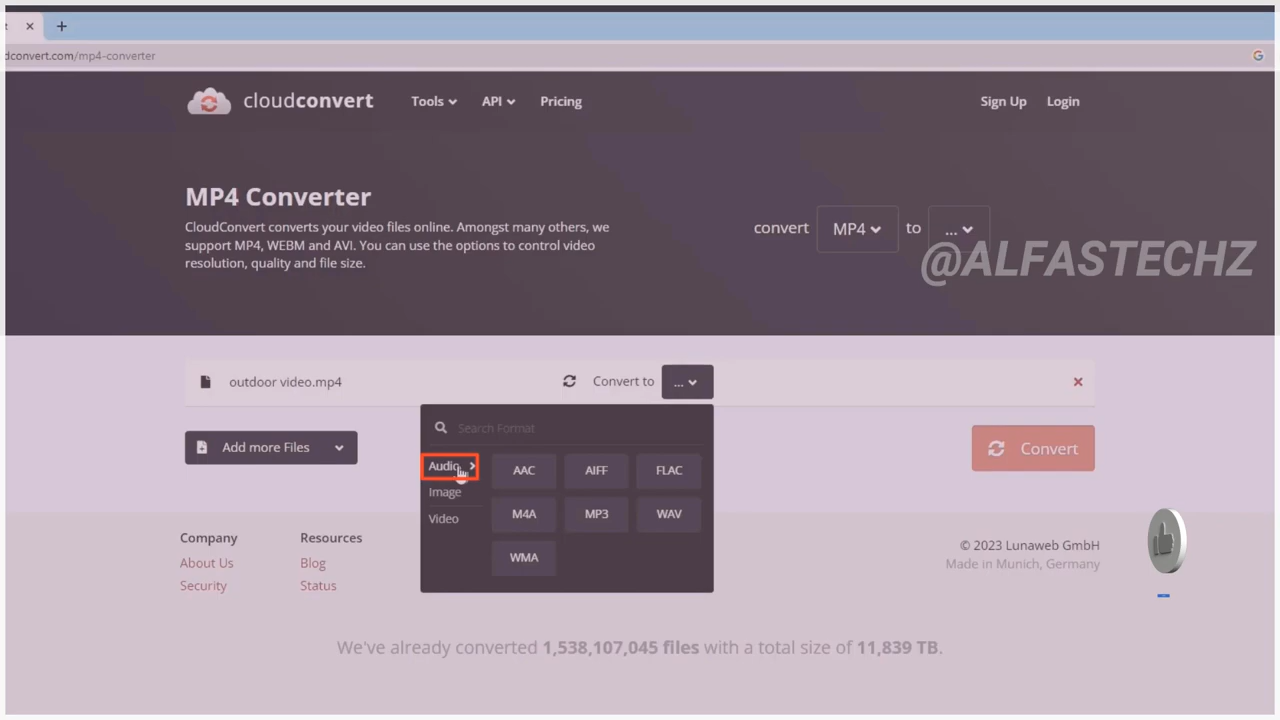 dconvert.com/mp4-converter
G
cloudconvert
Tools
API
Pricing
Sign Up
Login
MP4 Converter
CloudConvert converts your video files online. Amongst many others, we
support MP4, WEBM and AVI. You can use the options to control video
resolution, quality and file size.
convert
MP4
to
...
@ALFASTECHZ
outdoor video.mp4
Convert to
...
Search Format
Add more Files
Convert
Audio
AAC
AIFF
FLAC
Image
M4A
MP3
WAV
Video
WMA
Company
Resources
About Us
Blog
Security
Status
© 2023 Lunaweb GmbH
Made in Munich, Germany
We've already converted 1,538,107,045 files with a total size of 11,839 TB.